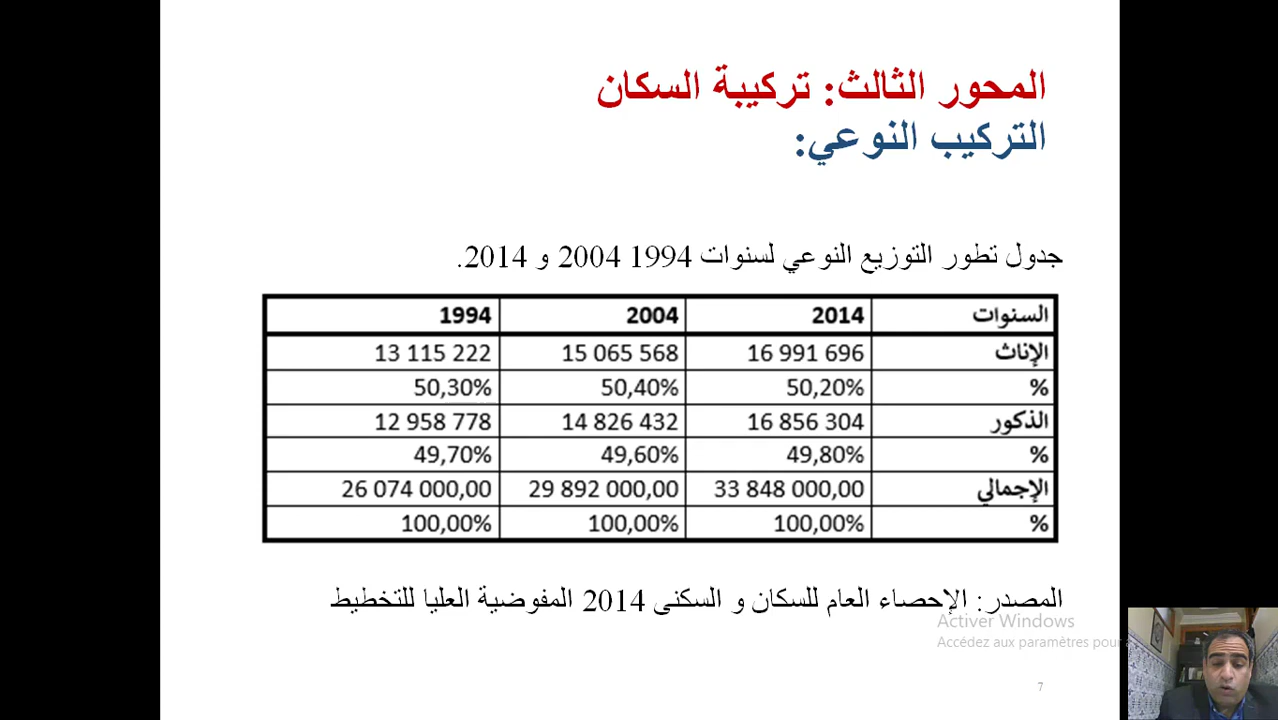 المحور الثالث: تركيبة السكان
التركيب النوعي:
جدول تطور التوزيع النوعي لسنوات 1994 2004 و 2014.
السنوات 2014 2004 1994
الإناث 16 991 696 15 065 568 13 115 222
% 50,20% 50,40% 50,30%
الذكور 16 856 304 14 826 432 12 958 778
% 49,80% 49,60% 49,70%
الإجمالي 33 848 000,00 29 892 000,00 26 074 000,00
% 100,00% 100,00% 100,00%
المصدر: الإحصاء العام للسكان و السكنى 2014 المفوضية العليا للتخطيط
Activer Windows
Accédez aux paramètres pour
7